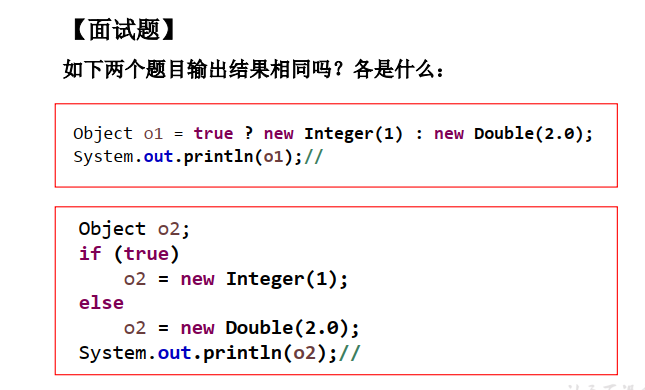 【面试题】
如下两个题目输出结果相同吗？各是什么：
Object o1 = true ? new Integer(1) : new Double(2.0);
System.out.println(o1);//
Object o2;
if (true)
    o2 = new Integer(1);
else
    o2 = new Double(2.0);
System.out.println(o2);//